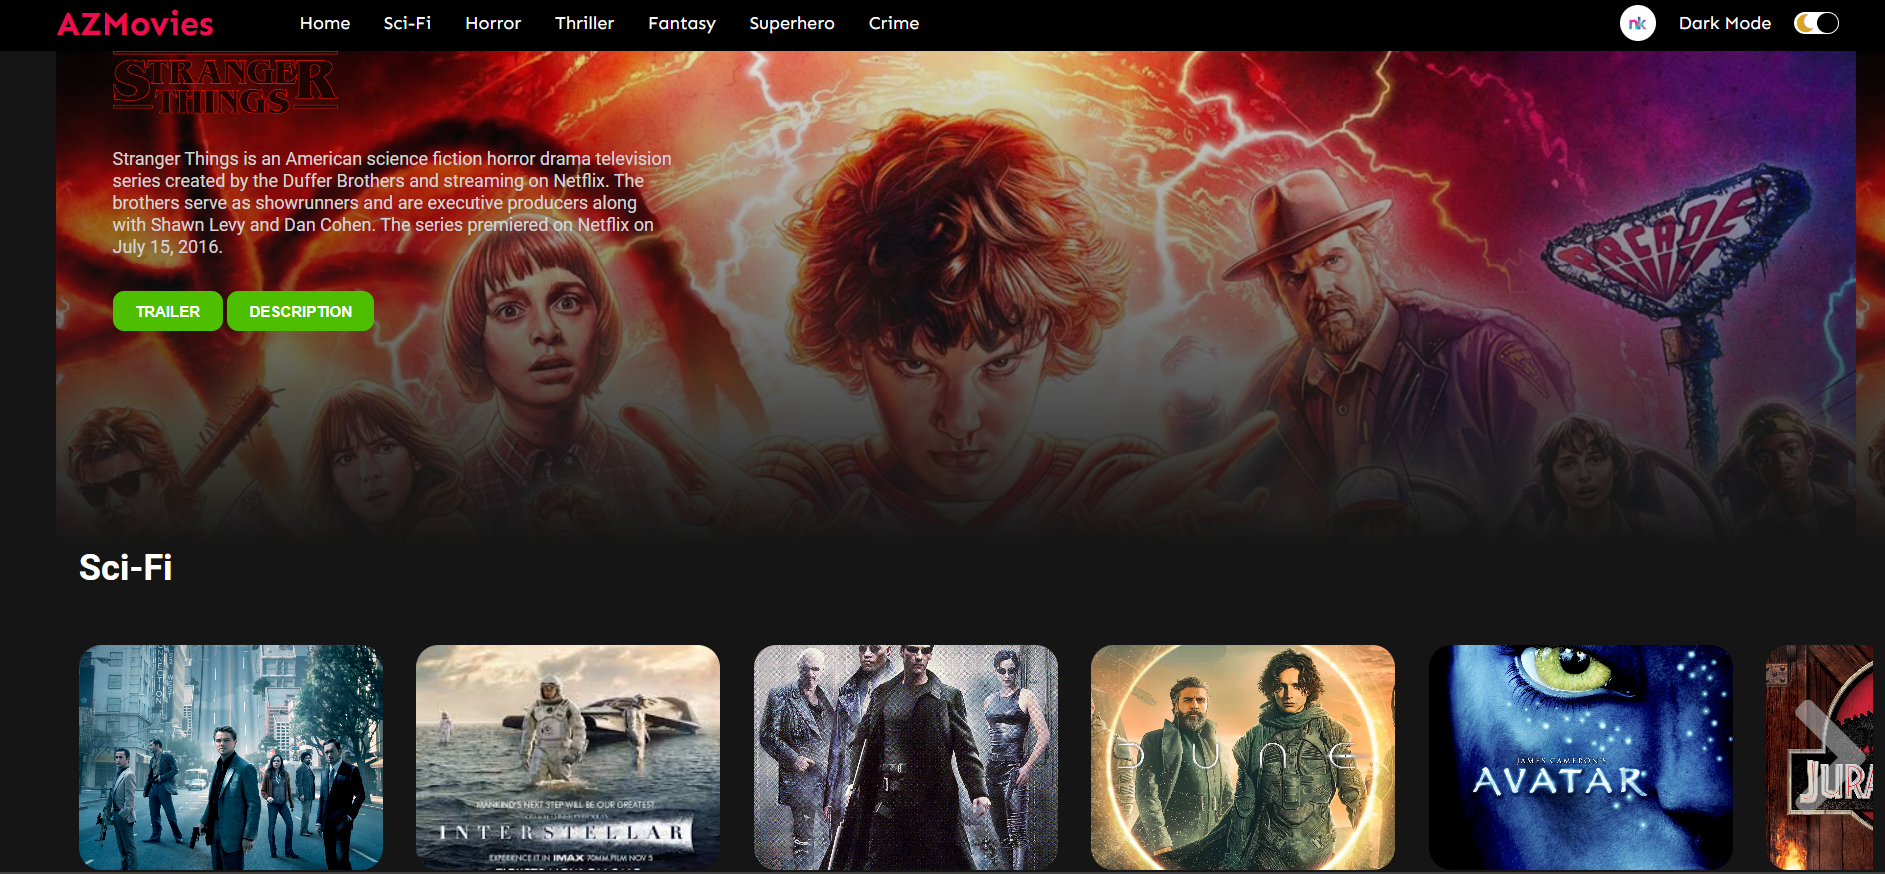 AZMovies
Home Sci-Fi Horror Thriller Fantasy Superhero Crime
nk
Dark Mode
STRANGER
THINGS
Stranger Things is an American science fiction horror drama television
series created by the Duffer Brothers and streaming on Netflix. The
brothers serve as showrunners and are executive producers along
with Shawn Levy and Dan Cohen. The series premiered on Netflix on
July 15, 2016.
TRAILER DESCRIPTION
ARCADE
Sci-Fi
MANKIND'S NEXT STEP WILL BE OUR GREATEST
INTERSTELLAR
EXPERIENCE IT IN IMAX 70MM FILM NOV 5
DUNE
JAMES CAMERON'S
AVATAR
JURA